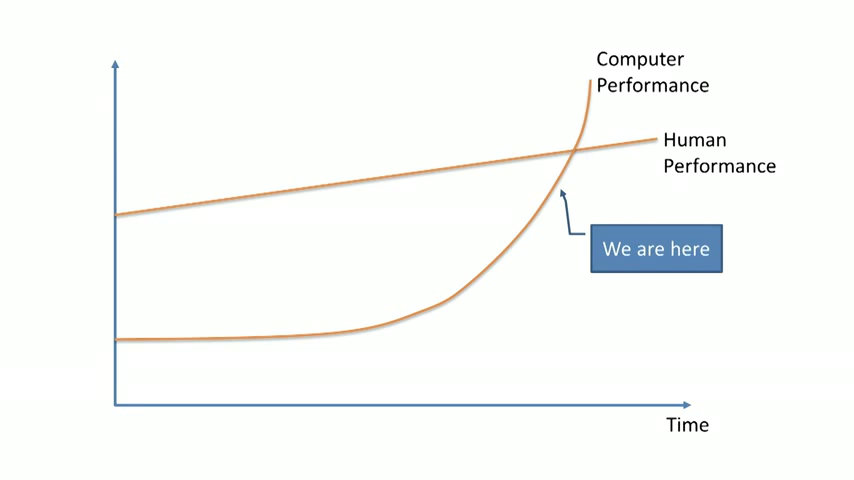 Computer
Performance
Human
Performance
We are here
Time